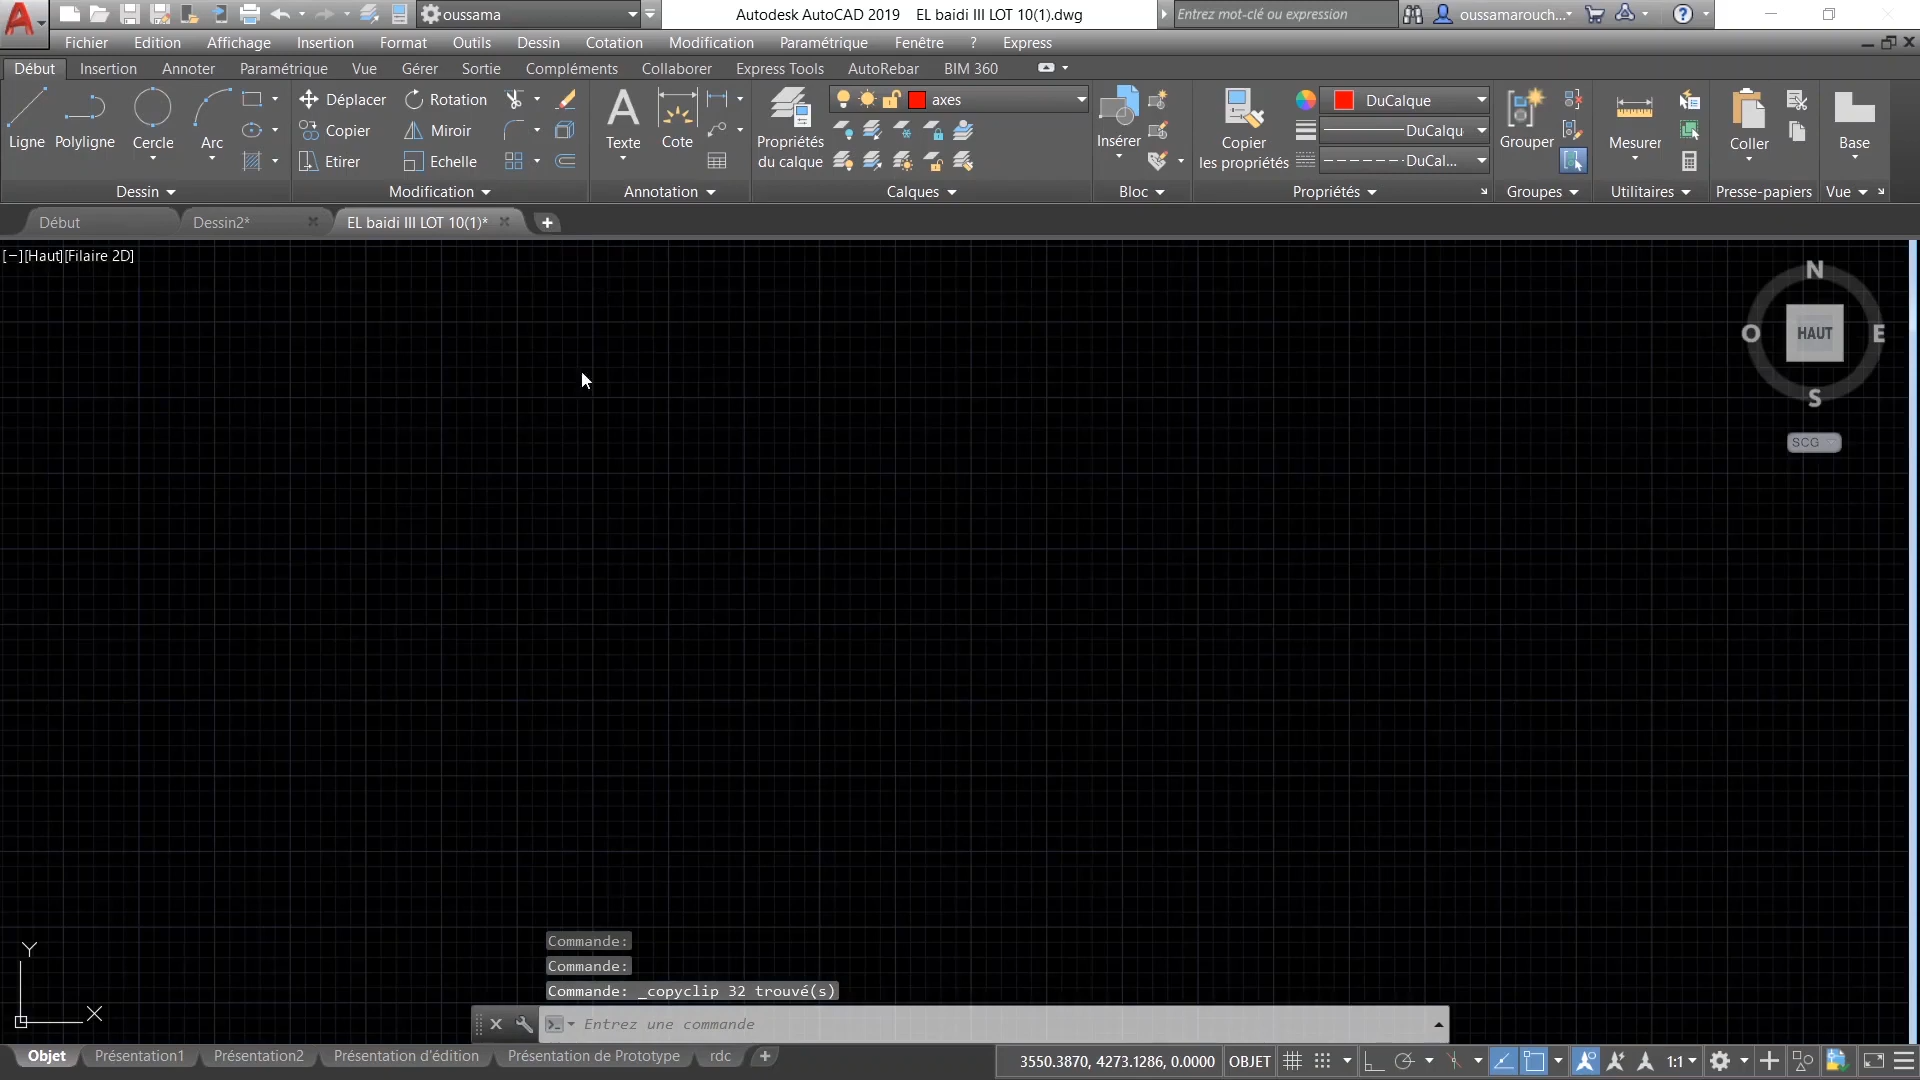 oussama
Autodesk AutoCAD 2019 EL baidi III LOT 10(1).dwg
Entrez mot-clé ou expression
oussamarouch...
Fichier Edition Affichage Insertion Format Outils Dessin Cotation Modification Paramétrique Fenêtre ? Express
Début Insertion Annoter Paramétrique Vue Gérer Sortie Compléments Collaborer Express Tools AutoRebar BIM 360
Ligne Polyligne Cercle Arc
Déplacer Rotation
Copier Miroir
Etirer Echelle
Texte Cote
Propriétés
du calque
axes
Insérer
Copier
les propriétés
DuCalque
DuCalqu
DuCal...
Grouper
Mesurer
Coller
Base
Dessin Modification Annotation Calques Bloc Propriétés Groupes Utilitaires Presse-papiers Vue
Début Dessin2* EL baidi III LOT 10(1)* +
[−][Haut][Filaire 2D]
N
O HAUT E
S
SCG
Y
X
Commande:
Commande:
Commande: _copyclip 32 trouvé(s)
Entrez une commande
Objet Présentation1 Présentation2 Présentation d'édition Présentation de Prototype rdc +
3550.3870, 4273.1286, 0.0000 OBJET 1:1